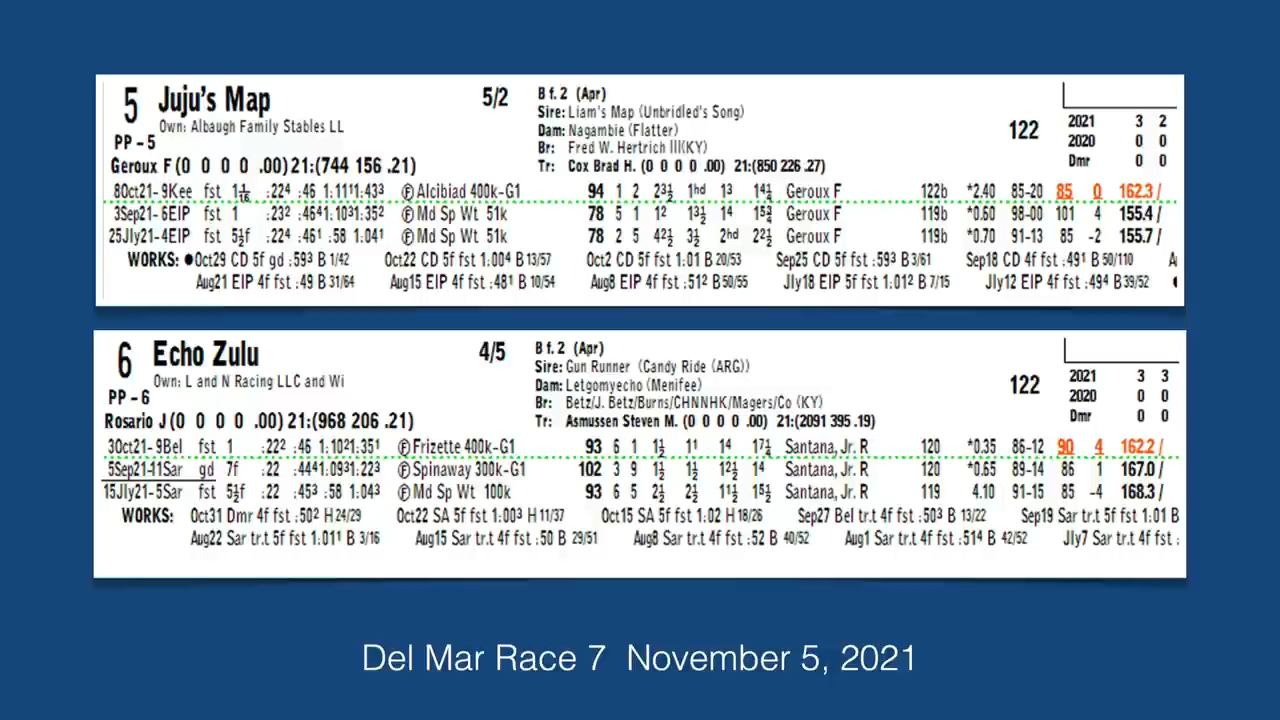 5 Juju's Map 5/2 B f. 2 (Apr)
Own: Albaugh Family Stables LL Sire: Liam's Map (Unbridled's Song)
Dam: Nagambie (Flatter)
PP - 5 Br: Fred W. Hertrich III(KY) 122
Geroux F (0 0 0 0 .00) 21:(744 156 .21) Tr: Cox Brad H. (0 0 0 0 .00) 21:(850 226 .27)
2021 3 2
2020 0 0
Dmr 0 0
8Oct21- 9Kee fst 1 1/16 :22⁴ :46 1:11¹1:43³ Ⓕ Alcibiad 400k-G1 94 1 2 2³½ 1hd 1³ 1⁴¼ Geroux F 122b *2.40 85-20 85 0 162.3 /
3Sep21- 6ElP fst 1 :23² :46⁴1:10³1:35² Ⓕ Md Sp Wt 51k 78 5 1 1² 1³½ 1⁴ 1⁵¾ Geroux F 119b *0.60 98-00 101 4 155.4 /
25Jly21-4ElP fst 5½f :22⁴ :46¹ :58 1:04¹ Ⓕ Md Sp Wt 51k 78 2 5 4²½ 3½ 2hd 2²½ Geroux F 119b *0.70 91-13 85 -2 155.7 /
WORKS: ●Oct29 CD 5f gd :59³ B 1/42 Oct22 CD 5f fst 1:00⁴ B 13/57 Oct2 CD 5f fst 1:01 B 20/53 Sep25 CD 5f fst :59³ B 3/61 Sep18 CD 4f fst :49¹ B 50/110
Aug21 ElP 4f fst :49 B 31/64 Aug15 ElP 4f fst :48¹ B 10/54 Aug8 ElP 4f fst :51² B 50/55 Jly18 ElP 5f fst 1:01² B 7/15 Jly12 ElP 4f fst :49⁴ B 39/52 ●
6 Echo Zulu 4/5 B f. 2 (Apr)
Own: L and N Racing LLC and Wi Sire: Gun Runner (Candy Ride (ARG))
Dam: Letgomyecho (Menifee)
PP - 6 Br: Betz/J. Betz/Burns/CHNNHK/Magers/Co (KY) 122
Rosario J (0 0 0 0 .00) 21:(968 206 .21) Tr: Asmussen Steven M. (0 0 0 0 .00) 21:(2091 395 .19)
2021 3 3
2020 0 0
Dmr 0 0
3Oct21- 9Bel fst 1 :22² :46 1:10²1:35¹ Ⓕ Frizette 400k-G1 93 6 1 1½ 1¹ 1⁴ 1⁷¼ Santana, Jr. R 120 *0.35 86-12 90 4 162.2 /
5Sep21-11Sar gd 7f :22 :44⁴1:09³1:22³ Ⓕ Spinaway 300k-G1 102 3 9 1½ 1½ 1²½ 1⁴ Santana, Jr. R 120 *0.65 89-14 86 1 167.0 /
15Jly21-5Sar fst 5½f :22 :45³ :58 1:04³ Ⓕ Md Sp Wt 100k 93 6 5 2½ 2½ 1¹½ 1⁵½ Santana, Jr. R 119 4.10 91-15 85 -4 168.3 /
WORKS: Oct31 Dmr 4f fst :50² H 24/29 Oct22 SA 5f fst 1:00³ H 11/37 Oct15 SA 5f fst 1:02 H 18/26 Sep27 Bel tr.t 4f fst :50³ B 13/22 Sep19 Sar tr.t 5f fst 1:01 B
Aug22 Sar tr.t 5f fst 1:01¹ B 3/16 Aug15 Sar tr.t 4f fst :50 B 29/51 Aug8 Sar tr.t 4f fst :52 B 40/52 Aug1 Sar tr.t 4f fst :51⁴ B 42/52 Jly7 Sar tr.t 4f fst :
Del Mar Race 7 November 5, 2021